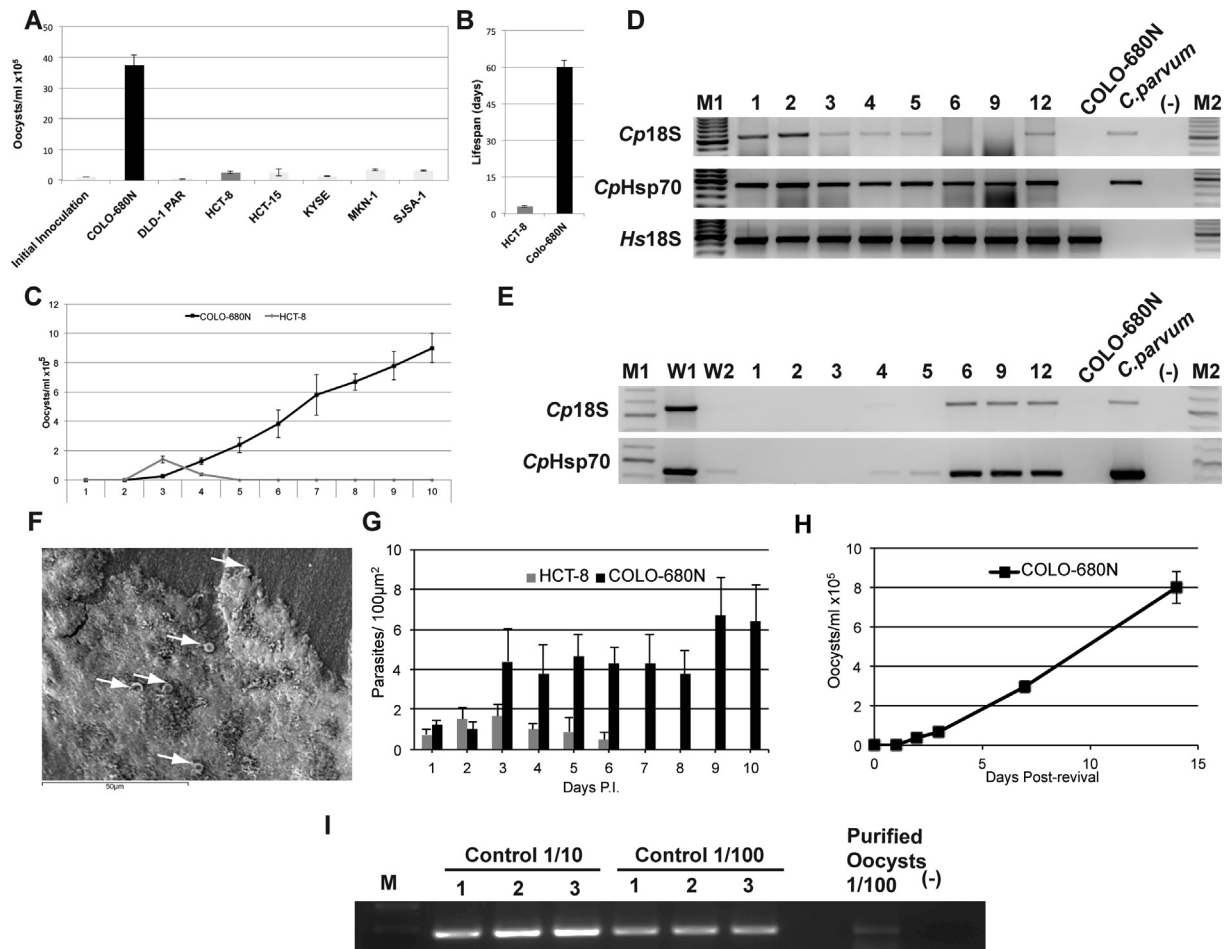 A
Oocysts/ml x10⁵
50
40
30
20
10
0
Initial Innoculation
COLO-680N
DLD-1 PAR
HCT-8
HCT-15
KYSE
MKN-1
SJSA-1
B
Lifespan (days)
75
60
45
30
15
0
HCT-8
Colo-680N
C
Oocysts/ml x10⁵
COLO-680N
HCT-8
12
10
8
6
4
2
0
1 2 3 4 5 6 7 8 9 10
D
M1 1 2 3 4 5 6 9 12 COLO-680N C.parvum (-) M2
Cp18S
CpHsp70
Hs18S
E
M1 W1 W2 1 2 3 4 5 6 9 12 COLO-680N C.parvum (-) M2
Cp18S
CpHsp70
F
50µm
G
Parasites/ 100µm²
HCT-8 COLO-680N
10
8
6
4
2
0
1 2 3 4 5 6 7 8 9 10
Days P.I.
H
Oocysts/ml x10⁵
COLO-680N
10
8
6
4
2
0
0 5 10 15
Days Post-revival
I
M
Control 1/10
1 2 3
Control 1/100
1 2 3
Purified
Oocysts
1/100
(-)